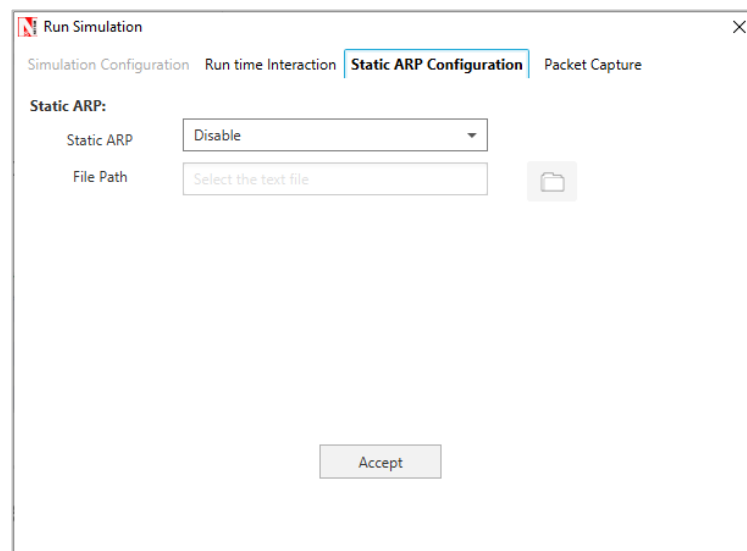 Run Simulation
Simulation Configuration Run time Interaction Static ARP Configuration Packet Capture
Static ARP:
Static ARP Disable
File Path Select the text file
Accept